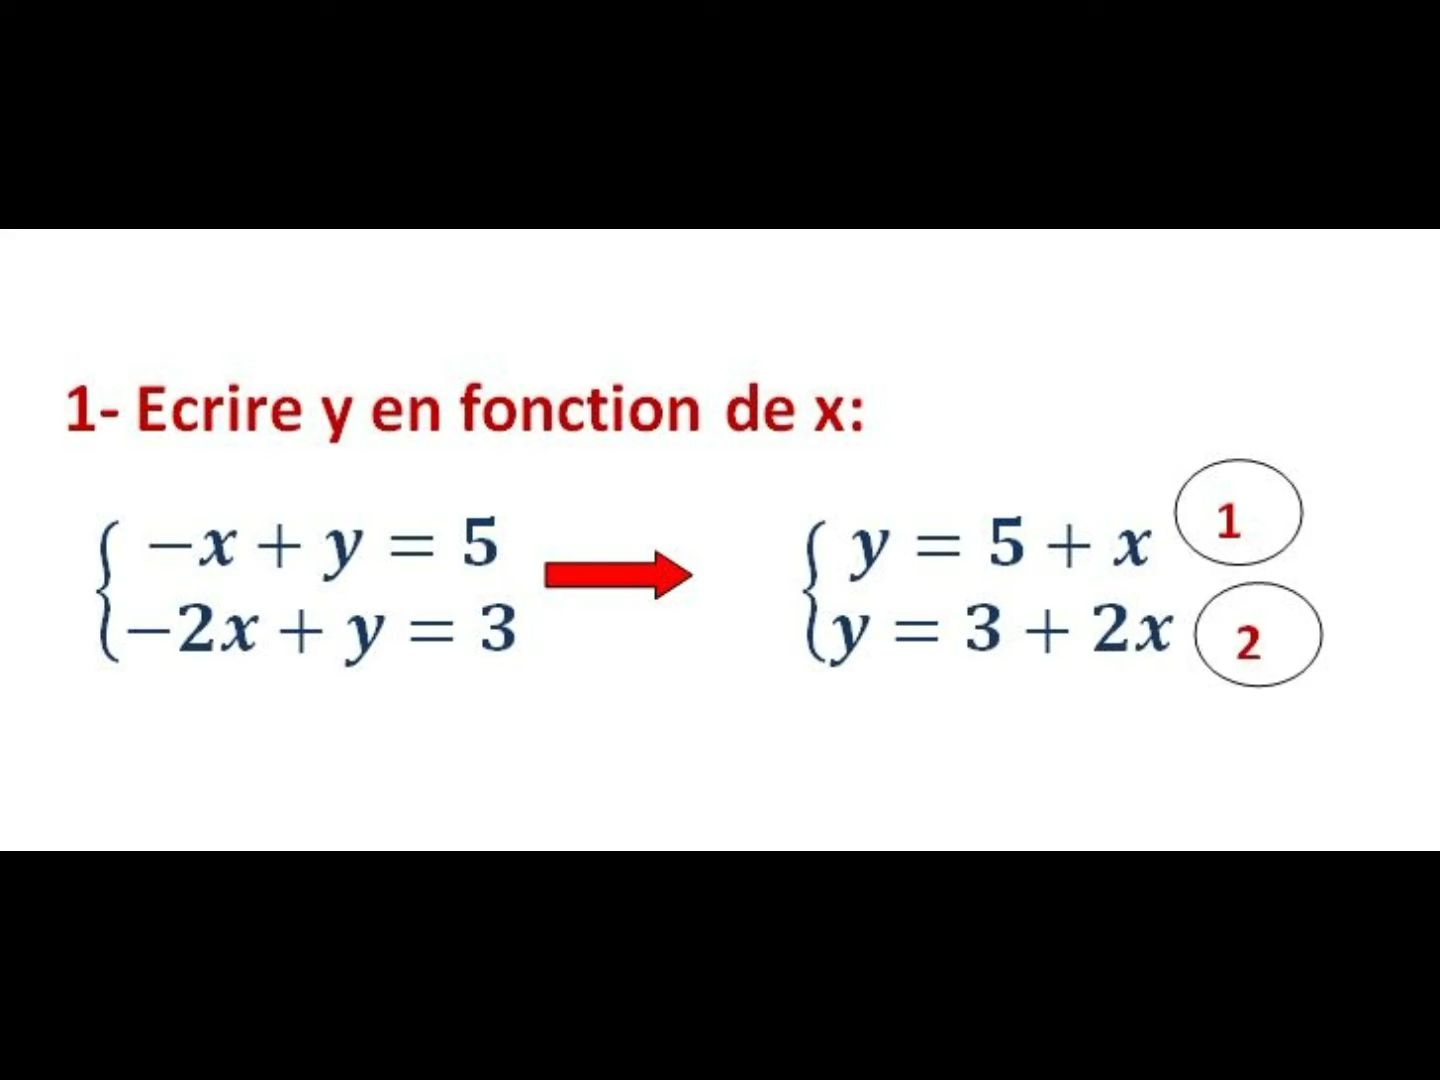 1- Ecrire y en fonction de x:
−x + y = 5
y = 5 + x 1
−2x + y = 3
y = 3 + 2x 2